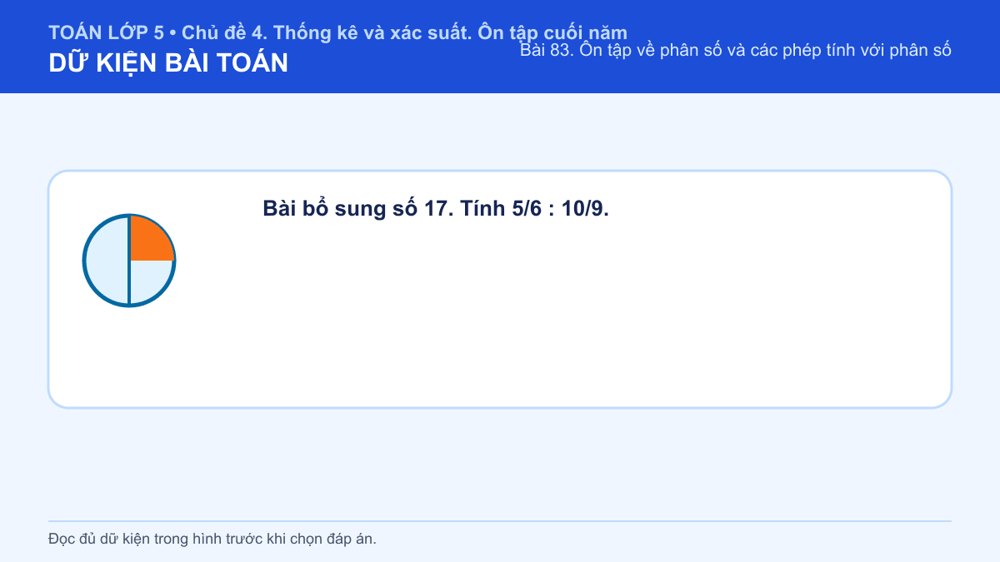 TOÁN LỚP 5 • Chủ đề 4. Thống kê và xác suất. Ôn tập cuối năm
Bài 83. Ôn tập về phân số và các phép tính với phân số
DỮ KIỆN BÀI TOÁN
Bài bổ sung số 17. Tính 5/6 : 10/9.
Đọc đủ dữ kiện trong hình trước khi chọn đáp án.